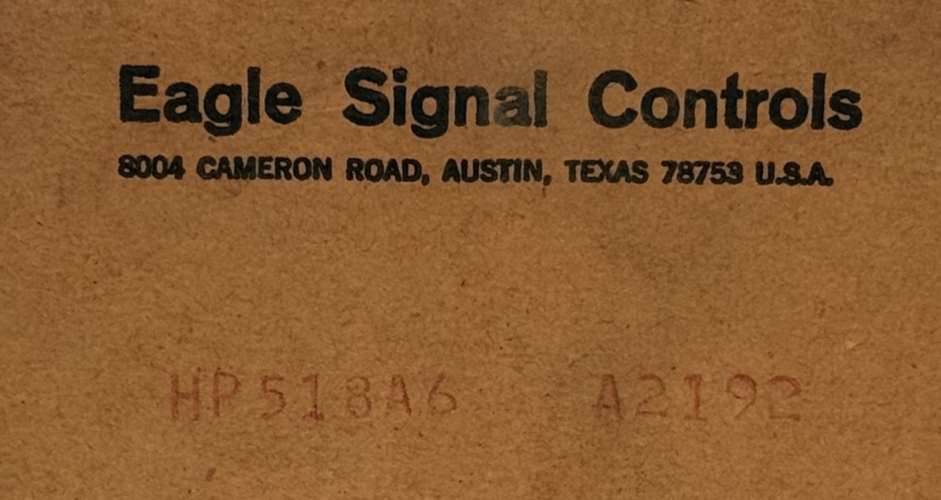 Eagle Signal Controls
8004 CAMERON ROAD, AUSTIN, TEXAS 78753 U.S.A.
HP518A6 A2192